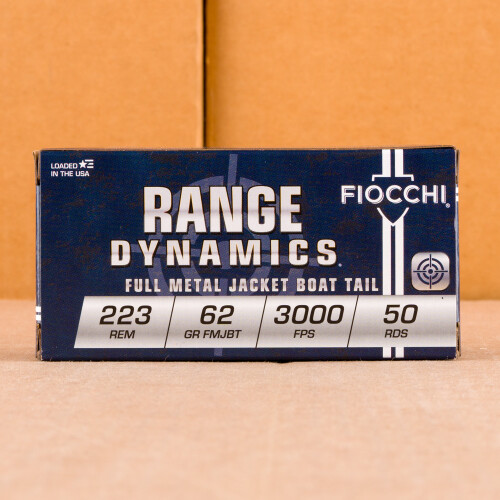 LOADED
IN THE USA
RANGE
DYNAMICS
FULL METAL JACKET BOAT TAIL
FIOCCHI®
223
REM
62
GR FMJBT
3000
FPS
50
RDS